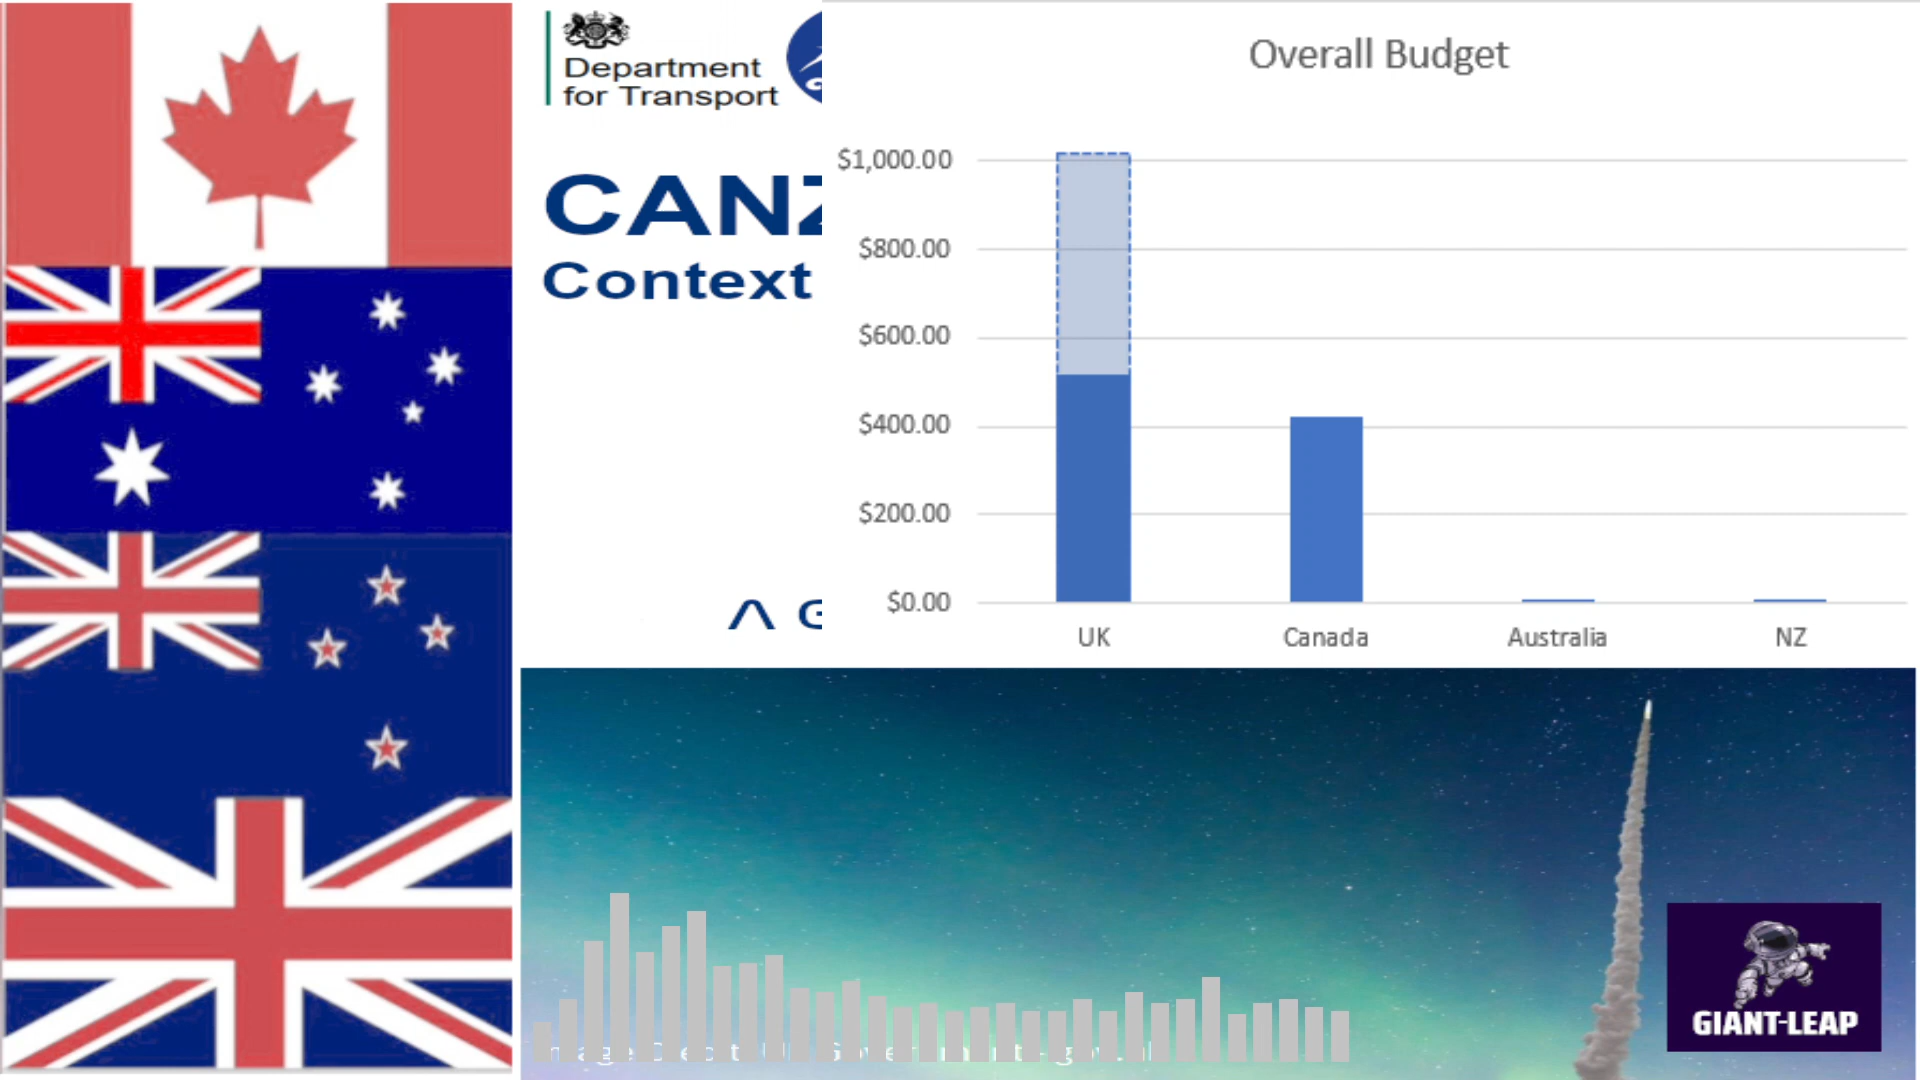 Department
for Transport
CAN
Context
Overall Budget
$1,000.00
$800.00
$600.00
$400.00
$200.00
$0.00
UK Canada Australia NZ
GIANT-LEAP